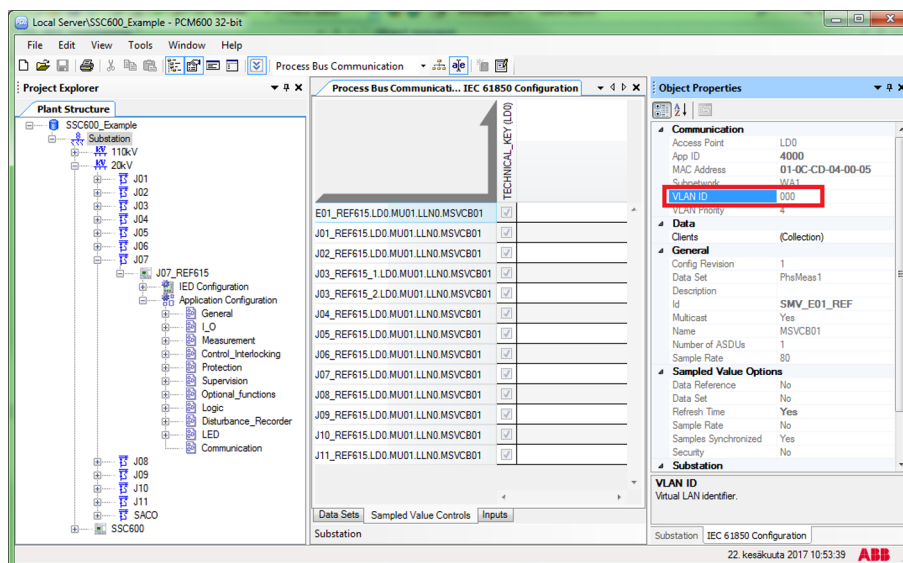 Local Server\SSC600_Example - PCM600 32-bit
File Edit View Tools Window Help
Process Bus Communication
Project Explorer
Plant Structure
SSC600_Example
Substation
110kV
20kV
J01
J02
J03
J04
J05
J06
J07
J07_REF615
IED Configuration
Application Configuration
General
I_O
Measurement
Control_Interlocking
Protection
Supervision
Optional_functions
Logic
Disturbance_Recorder
LED
Communication
J08
J09
J10
J11
SACO
SSC600
Process Bus Communicati... IEC 61850 Configuration
TECHNICAL_KEY (LD0)
E01_REF615.LD0.MU01.LLN0.MSVCB01
J01_REF615.LD0.MU01.LLN0.MSVCB01
J02_REF615.LD0.MU01.LLN0.MSVCB01
J03_REF615_1.LD0.MU01.LLN0.MSVCB01
J03_REF615_2.LD0.MU01.LLN0.MSVCB01
J04_REF615.LD0.MU01.LLN0.MSVCB01
J05_REF615.LD0.MU01.LLN0.MSVCB01
J06_REF615.LD0.MU01.LLN0.MSVCB01
J07_REF615.LD0.MU01.LLN0.MSVCB01
J08_REF615.LD0.MU01.LLN0.MSVCB01
J09_REF615.LD0.MU01.LLN0.MSVCB01
J10_REF615.LD0.MU01.LLN0.MSVCB01
J11_REF615.LD0.MU01.LLN0.MSVCB01
Data Sets Sampled Value Controls Inputs
Substation
Object Properties
Communication
Access Point LD0
App ID 4000
MAC Address 01-0C-CD-04-00-05
Subnetwork WA1
VLAN ID 000
VLAN Priority 4
Data
Clients (Collection)
General
Config Revision 1
Data Set PhsMeas1
Description
Id SMV_E01_REF
Multicast Yes
Name MSVCB01
Number of ASDUs 1
Sample Rate 80
Sampled Value Options
Data Reference No
Data Set No
Refresh Time Yes
Sample Rate No
Samples Synchronized Yes
Security No
Substation
VLAN ID
Virtual LAN identifier.
Substation IEC 61850 Configuration
22. kesäkuuta 2017 10:53:39 ABB